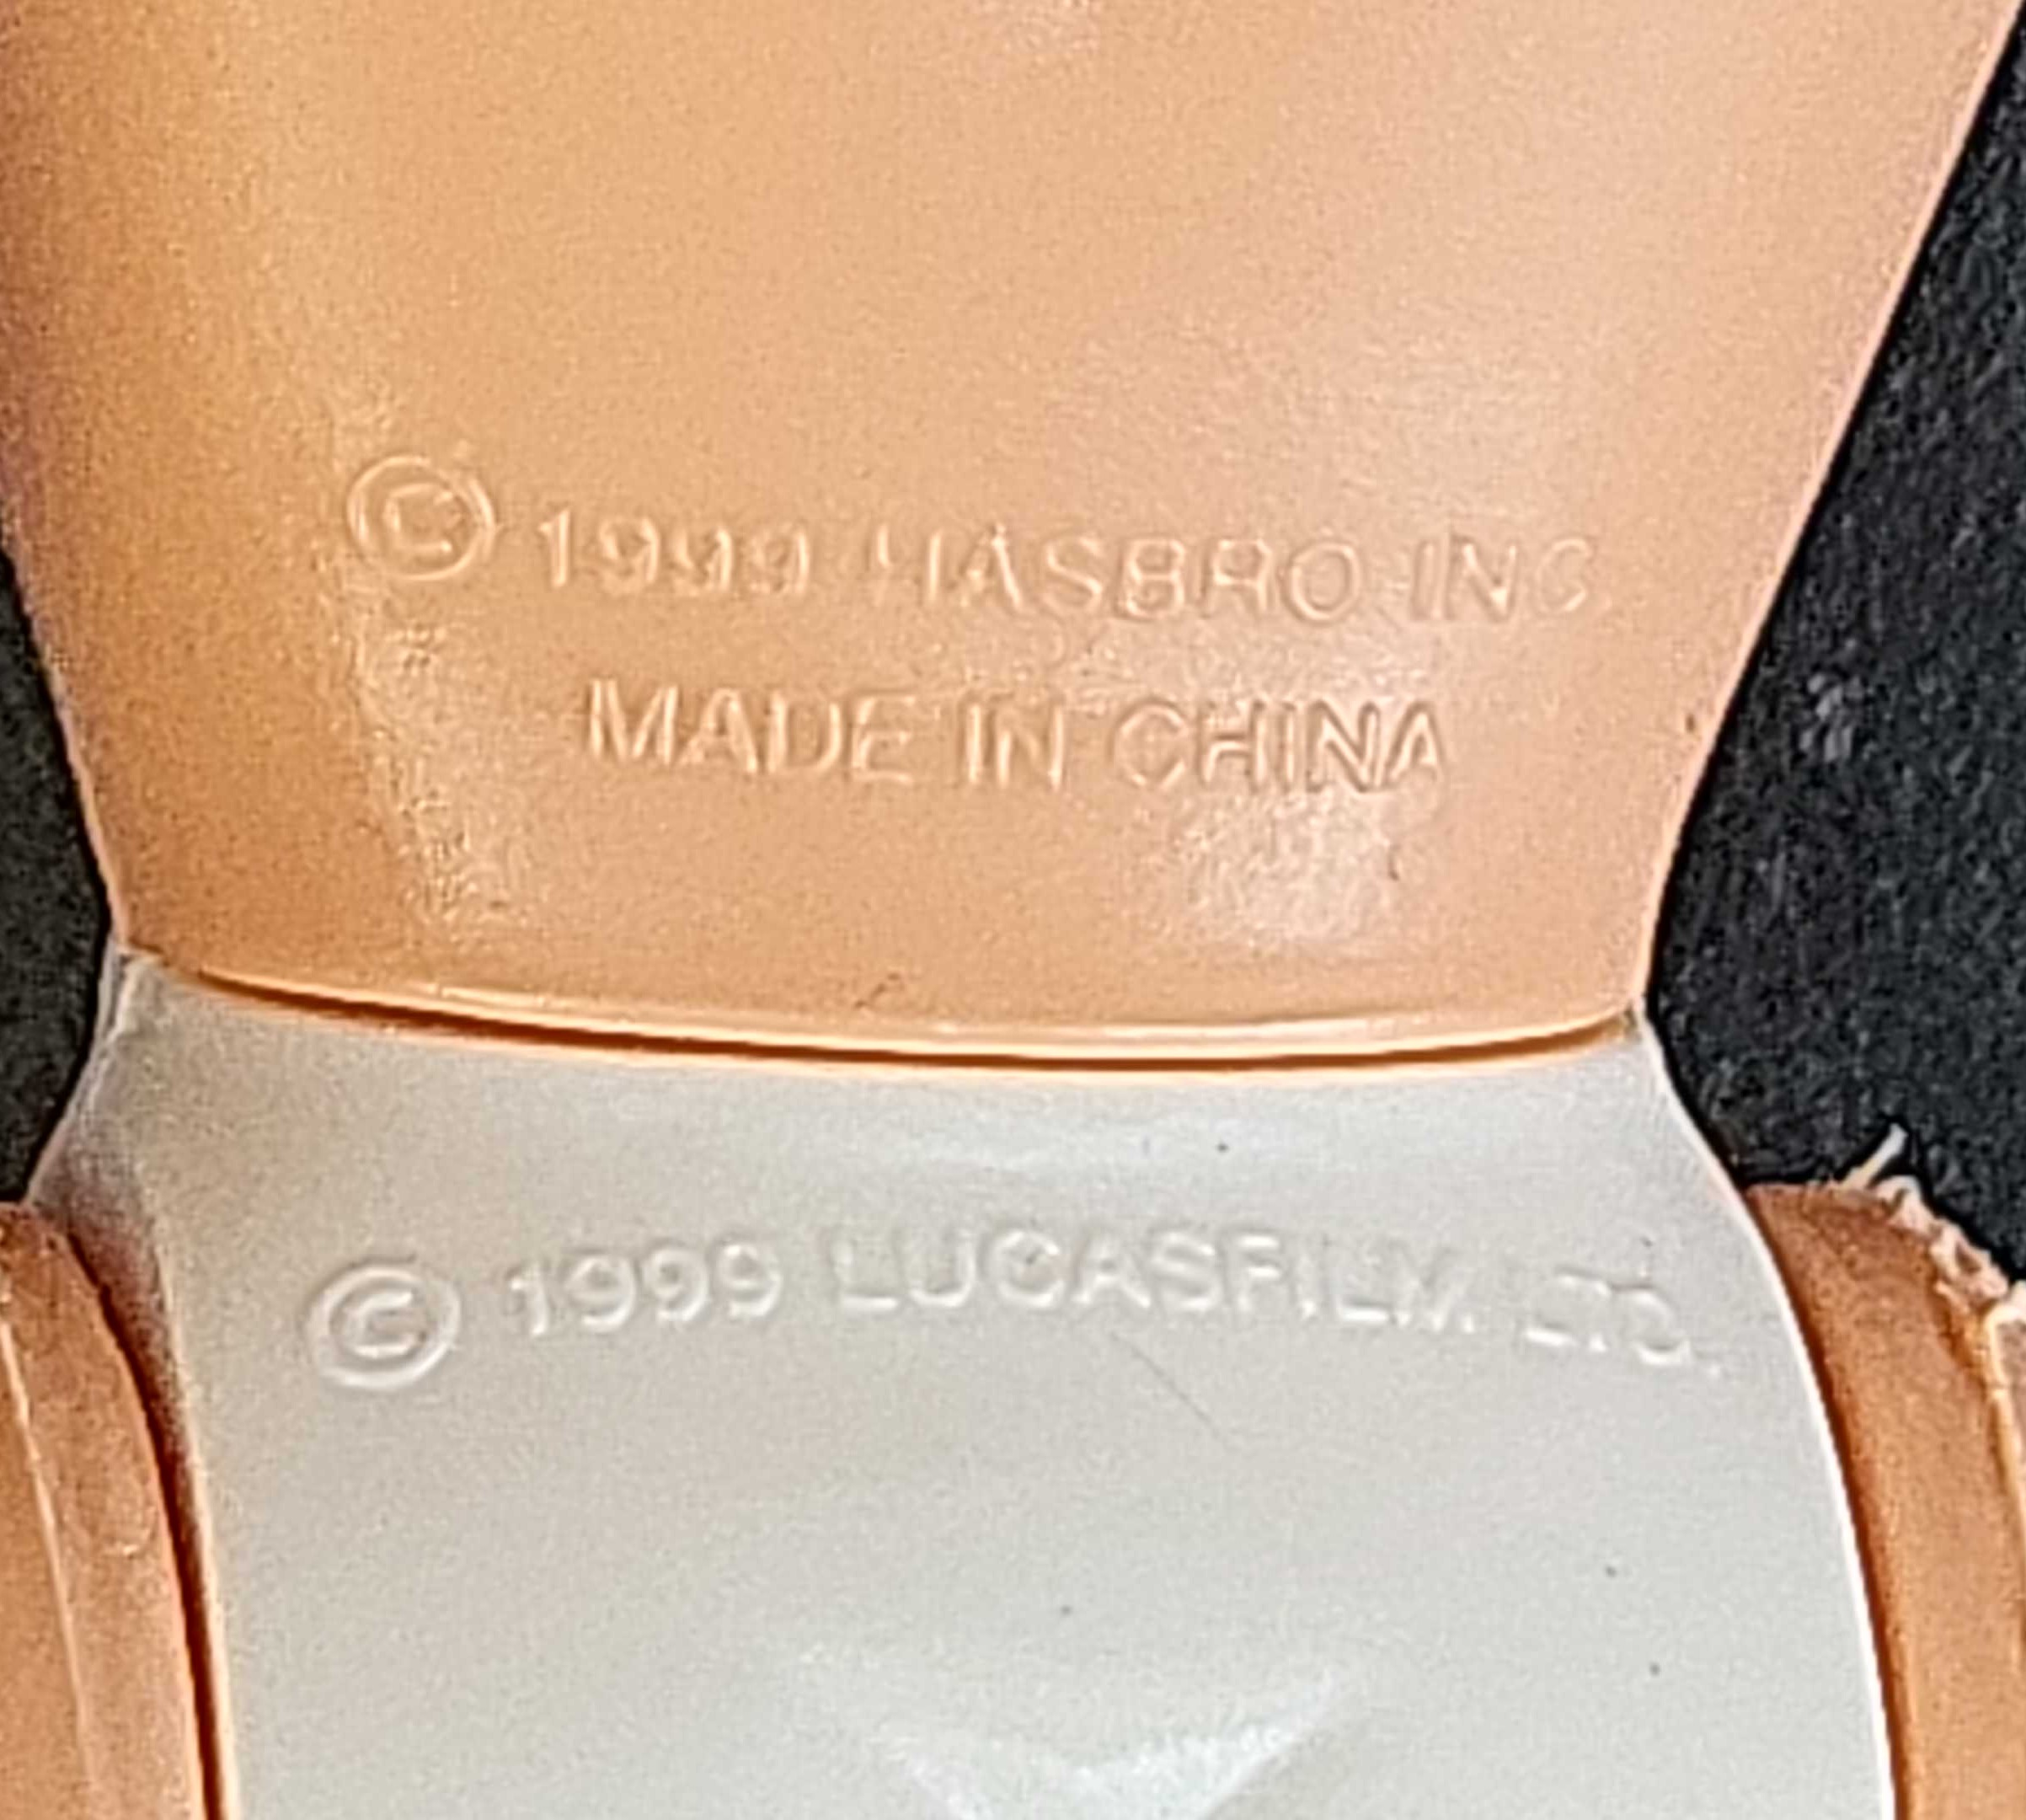 © 1999 HASBRO INC
MADE IN CHINA
© 1999 LUCASFILM LTD.